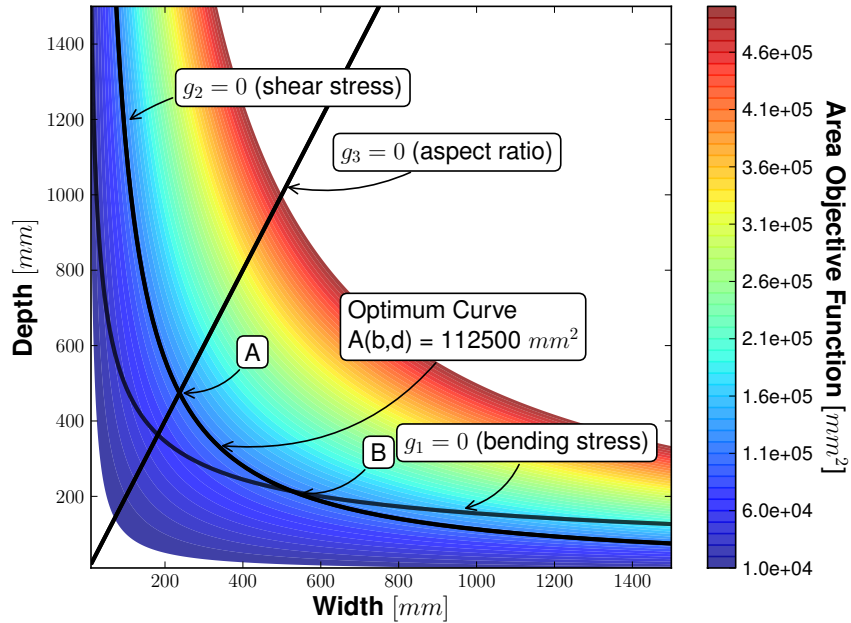 1400
1200
1000
800
600
400
200
Depth [mm]
200
400
600
800
1000
1200
1400
Width [mm]
g₂ = 0 (shear stress)
g₃ = 0 (aspect ratio)
Optimum Curve
A(b,d) = 112500 mm²
A
B
g₁ = 0 (bending stress)
4.6e+05
4.1e+05
3.6e+05
3.1e+05
2.6e+05
2.1e+05
1.6e+05
1.1e+05
6.0e+04
1.0e+04
Area Objective Function [mm²]